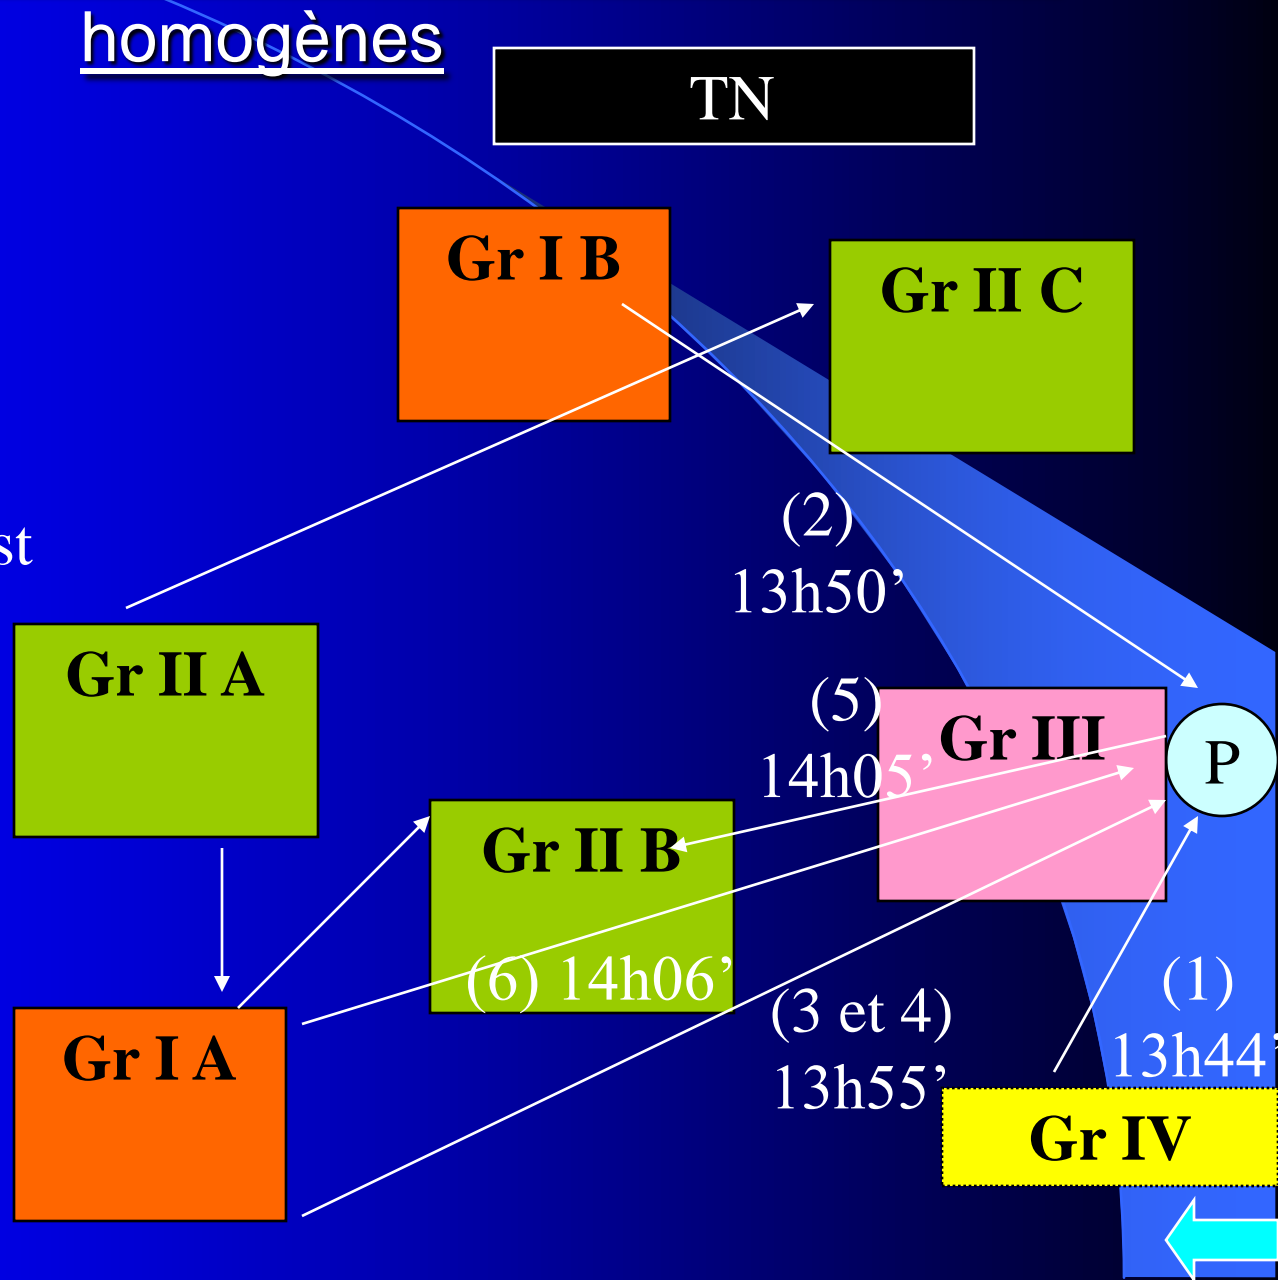 homogènes
TN
Gr I B
Gr II C
(2)
13h50’
st
Gr II A
(5)
14h05’
Gr III
P
Gr II B
(6) 14h06’
(3 et 4)
13h55’
(1)
13h44’
Gr I A
Gr IV